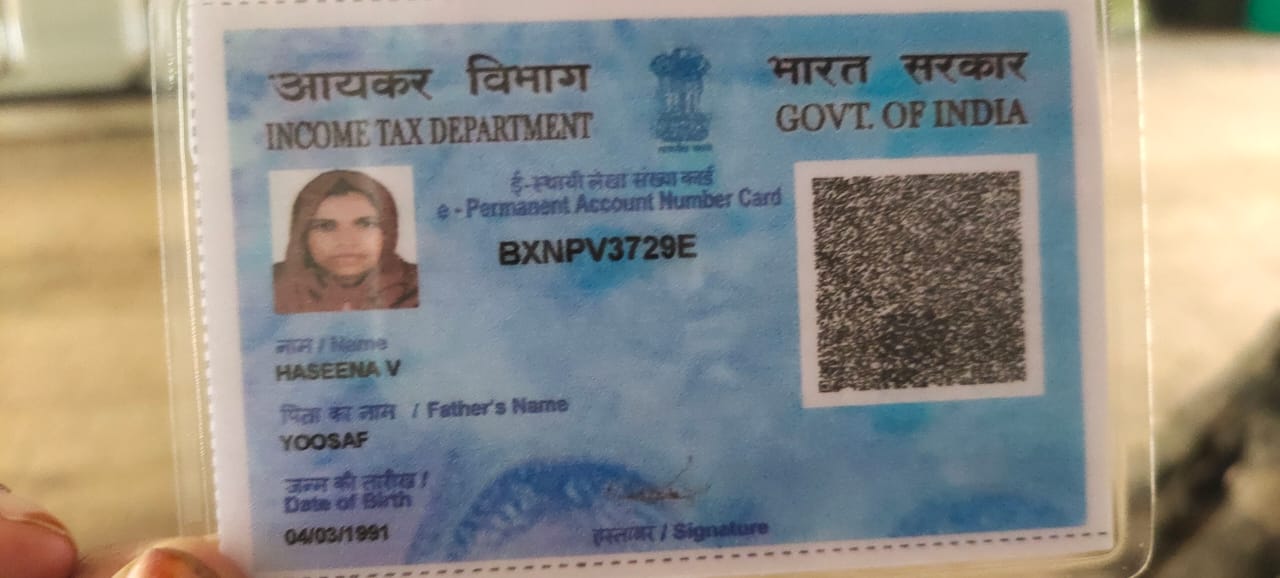 आयकर विभाग
INCOME TAX DEPARTMENT
भारत सरकार
GOVT. OF INDIA
ई-स्थायी लेखा संख्या कार्ड
e - Permanent Account Number Card
BXNPV3729E
नाम / Name
HASEENA V
पिता का नाम / Father's Name
YOOSAF
जन्म की तारीख /
Date of Birth
04/03/1991
हस्ताक्षर / Signature